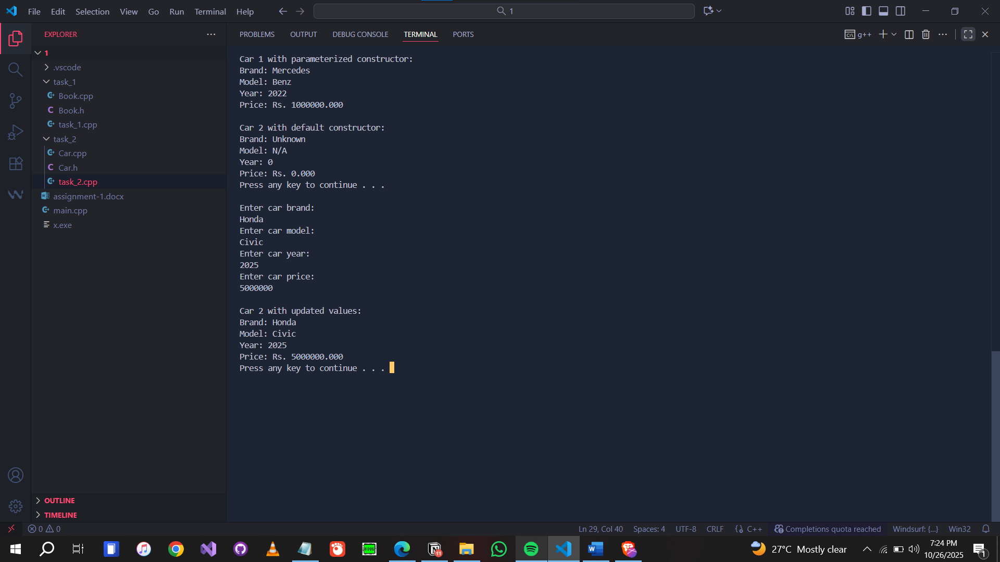 File Edit Selection View Go Run Terminal Help
1
EXPLORER
1
.vscode
task_1
Book.cpp
Book.h
task_1.cpp
task_2
Car.cpp
Car.h
task_2.cpp
assignment-1.docx
main.cpp
x.exe
OUTLINE
TIMELINE
PROBLEMS OUTPUT DEBUG CONSOLE TERMINAL PORTS
g++
Car 1 with parameterized constructor:
Brand: Mercedes
Model: Benz
Year: 2022
Price: Rs. 1000000.000
Car 2 with default constructor:
Brand: Unknown
Model: N/A
Year: 0
Price: Rs. 0.000
Press any key to continue . . .
Enter car brand:
Honda
Enter car model:
Civic
Enter car year:
2025
Enter car price:
5000000
Car 2 with updated values:
Brand: Honda
Model: Civic
Year: 2025
Price: Rs. 5000000.000
Press any key to continue . . .
0 0
Ln 29, Col 40 Spaces: 4 UTF-8 CRLF C++ Completions quota reached Windsurf: {...} Win32
8086
11
27°C Mostly clear
7:24 PM
10/26/2025
1